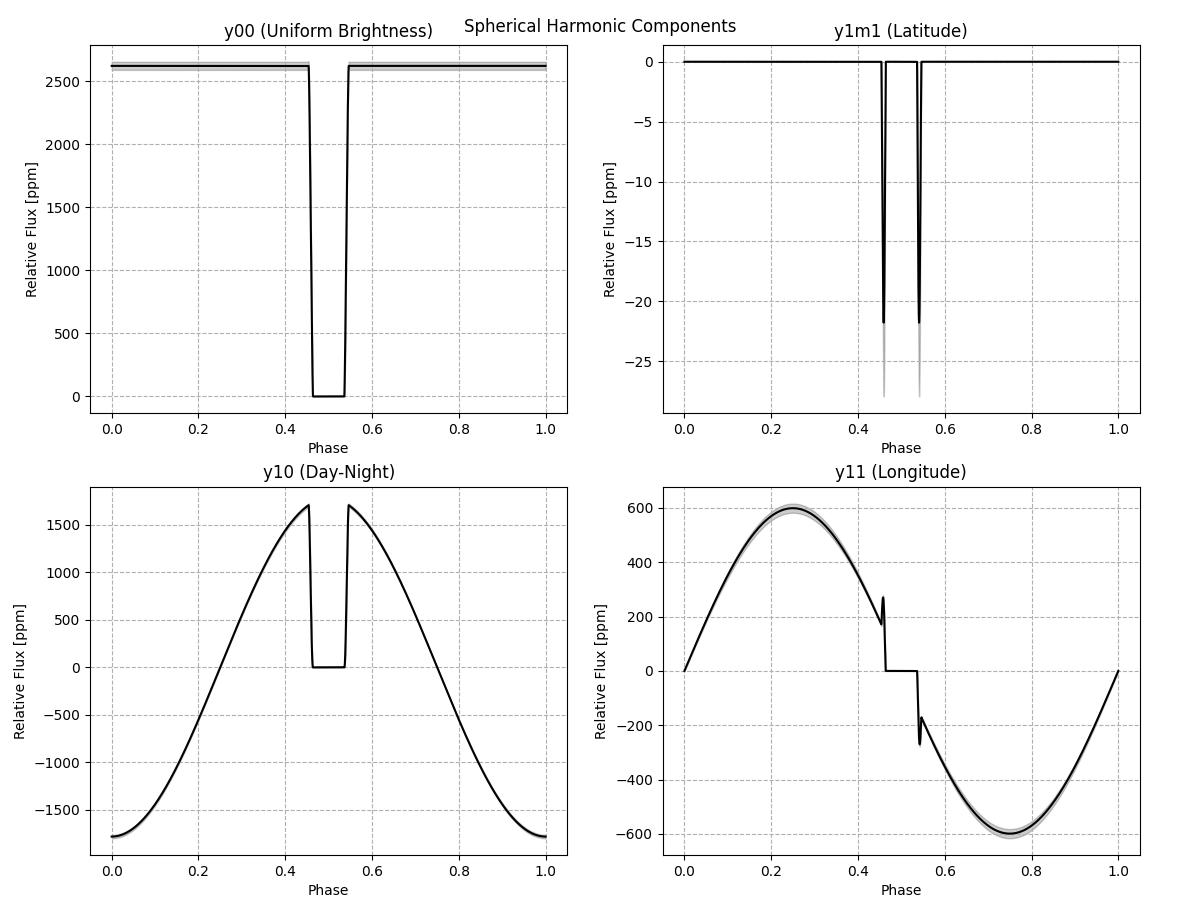 Spherical Harmonic Components
y00 (Uniform Brightness)
2500
2000
1500
1000
500
0
Relative Flux [ppm]
0.0 0.2 0.4 0.6 0.8 1.0
Phase
y1m1 (Latitude)
0
−5
−10
−15
−20
−25
Relative Flux [ppm]
0.0 0.2 0.4 0.6 0.8 1.0
Phase
y10 (Day-Night)
1500
1000
500
0
−500
−1000
−1500
Relative Flux [ppm]
0.0 0.2 0.4 0.6 0.8 1.0
Phase
y11 (Longitude)
600
400
200
0
−200
−400
−600
Relative Flux [ppm]
0.0 0.2 0.4 0.6 0.8 1.0
Phase